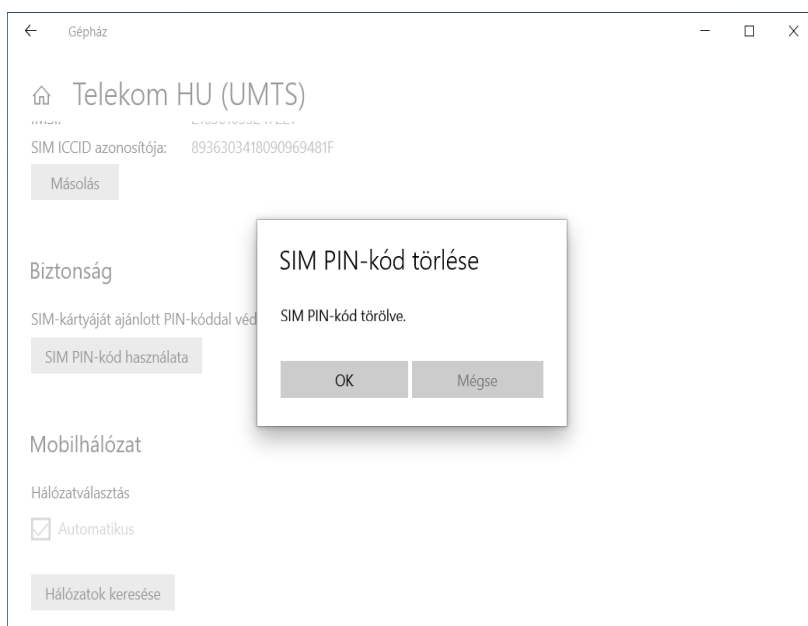 Gépház
Telekom HU (UMTS)
SIM ICCID azonosítója: 8936303418090969481F
Másolás
Biztonság
SIM-kártyáját ajánlott PIN-kóddal véd
SIM PIN-kód használata
SIM PIN-kód törlése
SIM PIN-kód törölve.
OK Mégse
Mobilhálózat
Hálózatválasztás
Automatikus
Hálózatok keresése